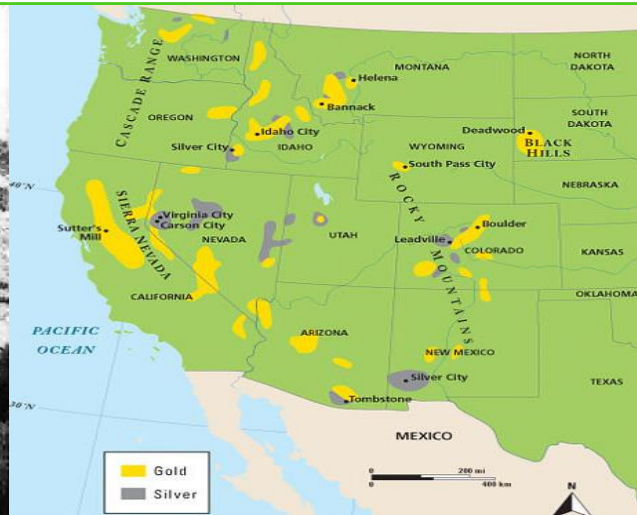 WASHINGTON
CASCADE RANGE
MONTANA
NORTH
DAKOTA
Helena
Bannack
OREGON
Idaho City
SOUTH
DAKOTA
Deadwood
BLACK
HILLS
Silver City
IDAHO
WYOMING
South Pass City
ROCKY MOUNTAINS
NEBRASKA
40°N
SIERRA NEVADA
Virginia City
Carson City
Sutter's
Mill
NEVADA
UTAH
Boulder
Leadville
COLORADO
KANSAS
CALIFORNIA
OKLAHOMA
PACIFIC
OCEAN
ARIZONA
NEW MEXICO
Silver City
TEXAS
Tombstone
30°N
MEXICO
Gold
Silver
0 200 mi
0 400 km
N